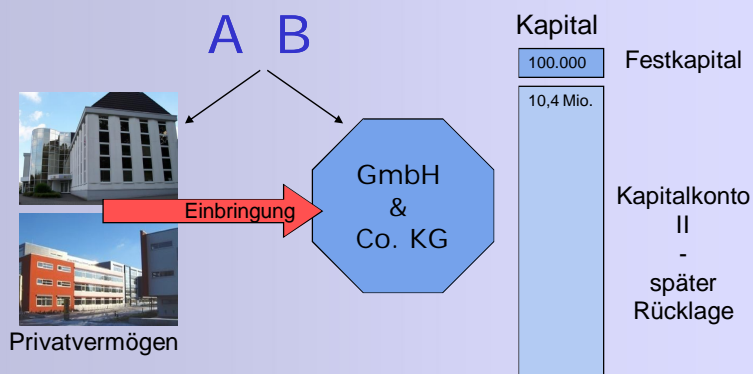 A B
Einbringung
Privatvermögen
GmbH
&
Co. KG
Kapital
100.000
Festkapital
10,4 Mio.
Kapitalkonto
II
-
später
Rücklage